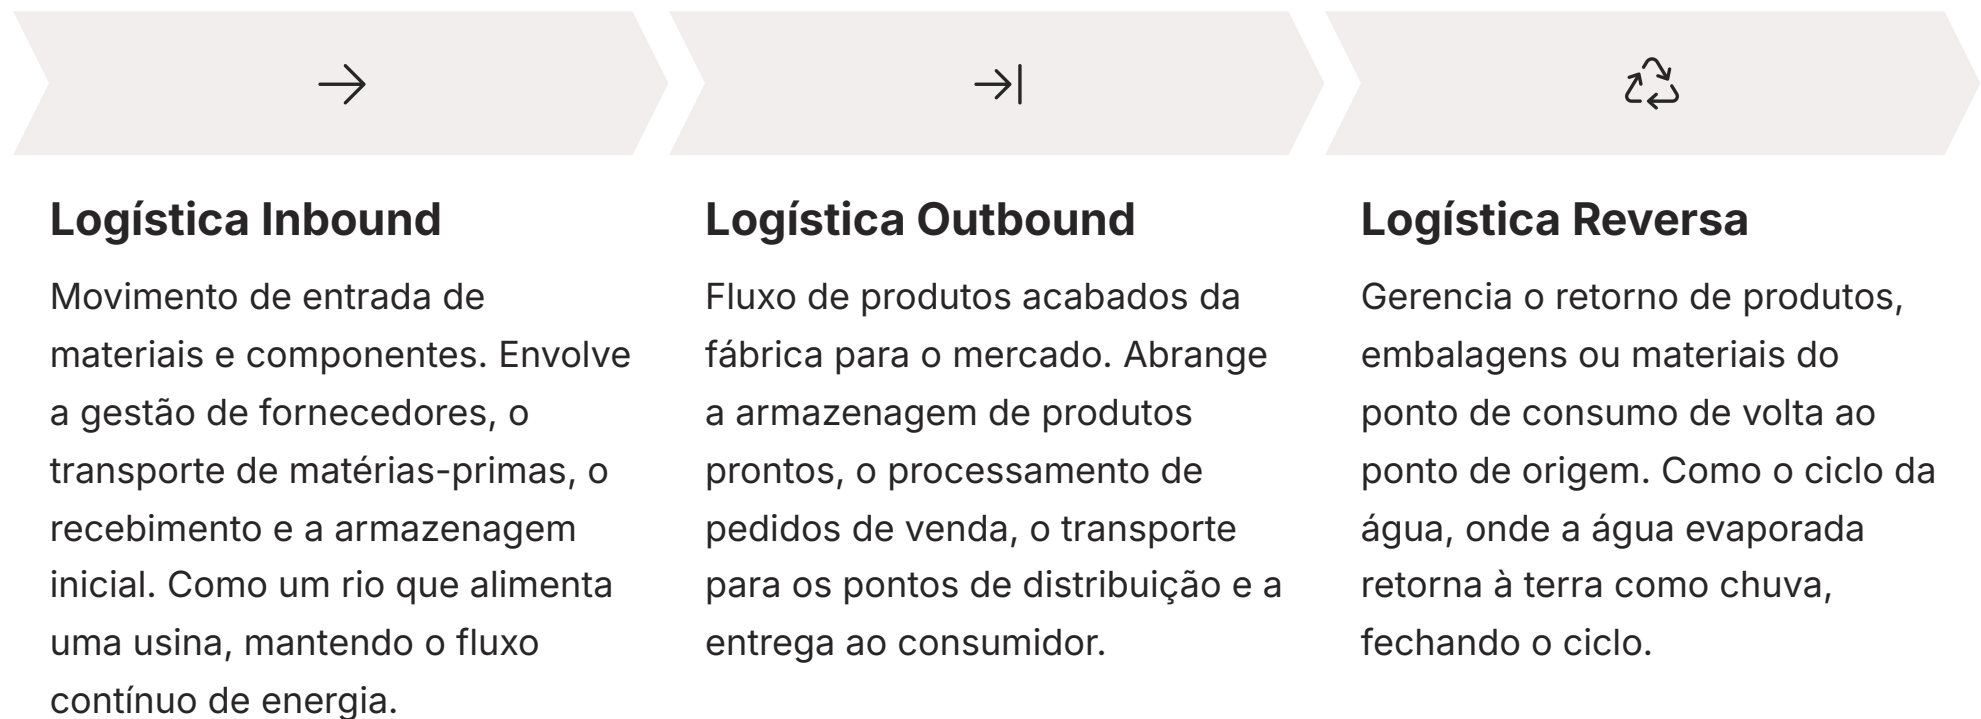 Logística Inbound
Movimento de entrada de
materiais e componentes. Envolve
a gestão de fornecedores, o
transporte de matérias-primas, o
recebimento e a armazenagem
inicial. Como um rio que alimenta
uma usina, mantendo o fluxo
contínuo de energia.
Logística Outbound
Fluxo de produtos acabados da
fábrica para o mercado. Abrange
a armazenagem de produtos
prontos, o processamento de
pedidos de venda, o transporte
para os pontos de distribuição e a
entrega ao consumidor.
Logística Reversa
Gerencia o retorno de produtos,
embalagens ou materiais do
ponto de consumo de volta ao
ponto de origem. Como o ciclo da
água, onde a água evaporada
retorna à terra como chuva,
fechando o ciclo.